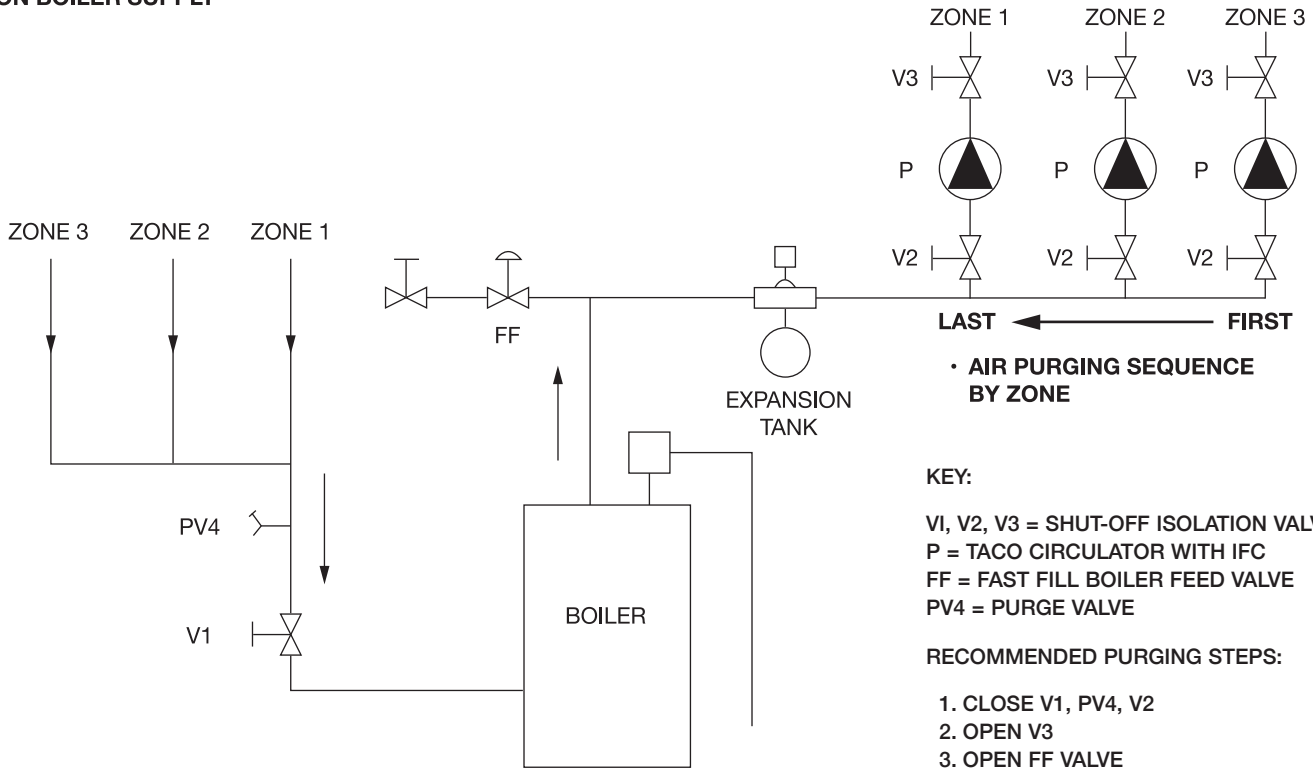 ZONE 1
ZONE 2
ZONE 3
V3
V3
V3
P
P
P
ZONE 3
ZONE 2
ZONE 1
V2
V2
V2
FF
LAST
FIRST
• AIR PURGING SEQUENCE
BY ZONE
EXPANSION
TANK
KEY:
PV4
VI, V2, V3 = SHUT-OFF ISOLATION
P = TACO CIRCULATOR WITH IFC
FF = FAST FILL BOILER FEED VALVE
PV4 = PURGE VALVE
BOILER
V1
RECOMMENDED PURGING STEPS:
1. CLOSE V1, PV4, V2
2. OPEN V3
3. OPEN FF VALVE